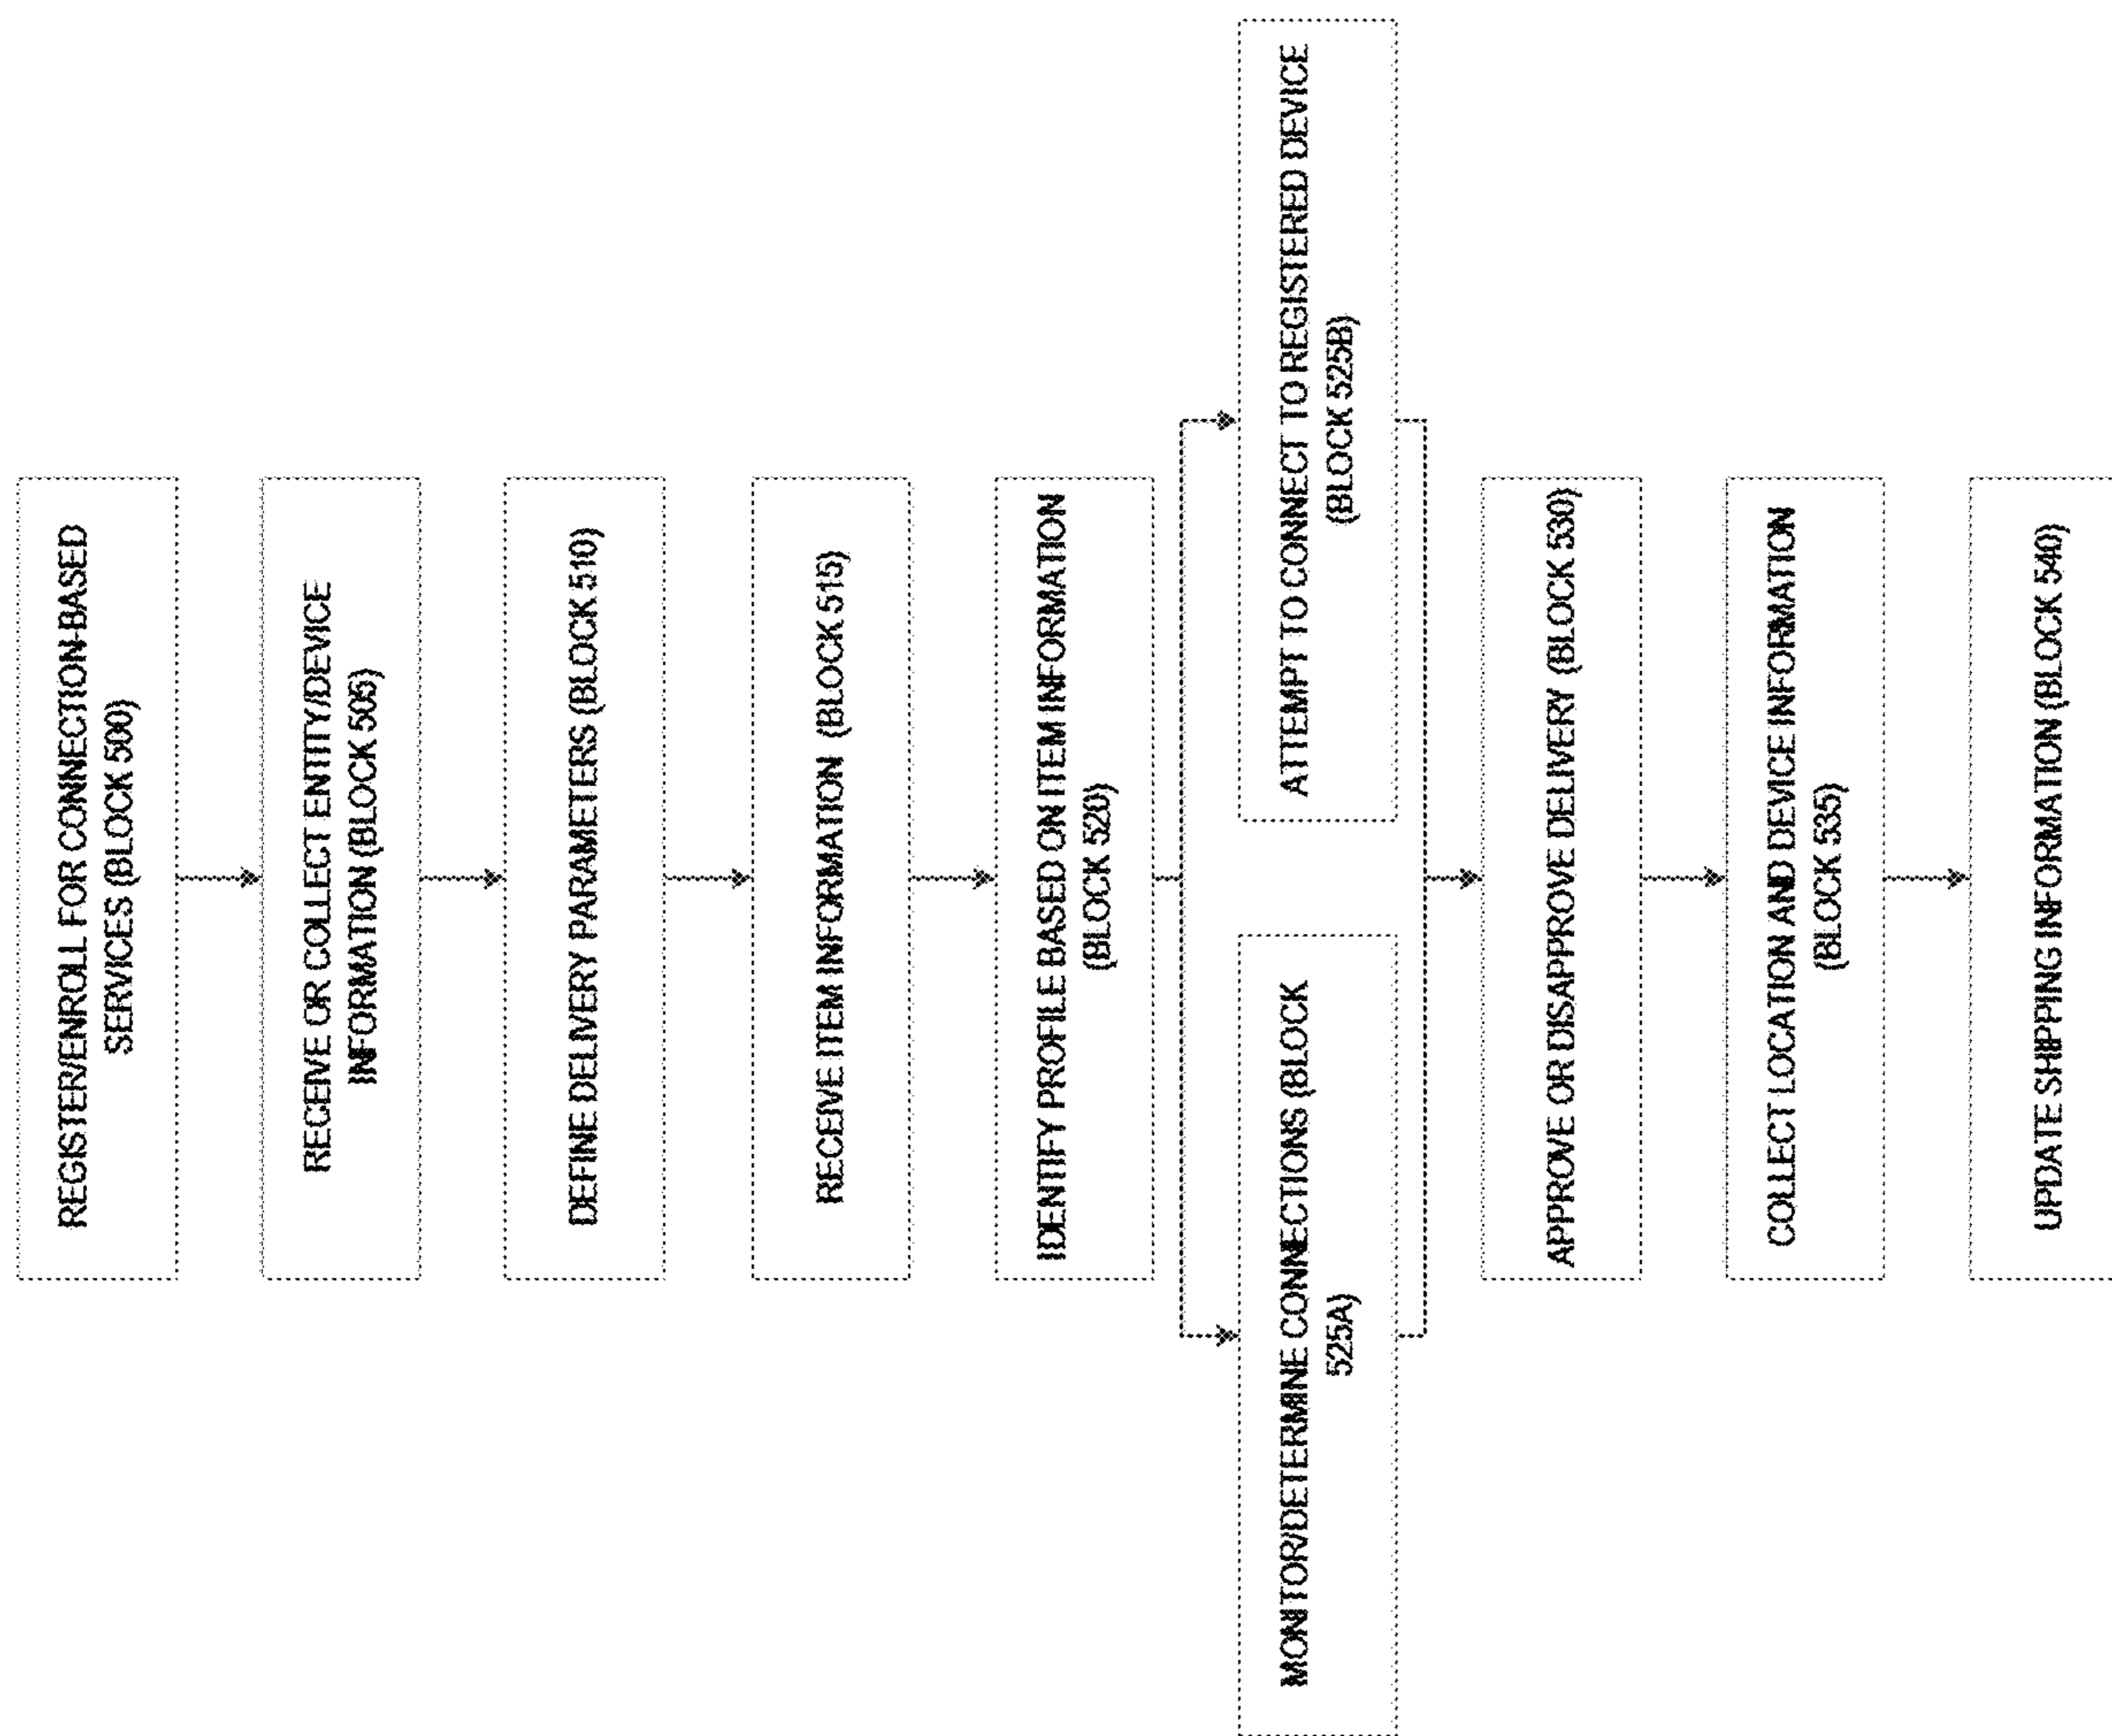 REGISTER/ENROLL FOR CONNECTION-BASED
SERVICES (BLOCK 500)
RECEIVE OR COLLECT ENTITY/DEVICE
INFORMATION (BLOCK 505)
DEFINE DELIVERY PARAMETERS (BLOCK 510)
RECEIVE ITEM INFORMATION (BLOCK 515)
IDENTIFY PROFILE BASED ON ITEM INFORMATION
(BLOCK 520)
MONITOR/DETERMINE CONNECTIONS (BLOCK
525A)
ATTEMPT TO CONNECT TO REGISTERED DEVICE
(BLOCK 525B)
APPROVE OR DISAPPROVE DELIVERY (BLOCK 530)
COLLECT LOCATION AND DEVICE INFORMATION
(BLOCK 535)
UPDATE SHIPPING INFORMATION (BLOCK 540)